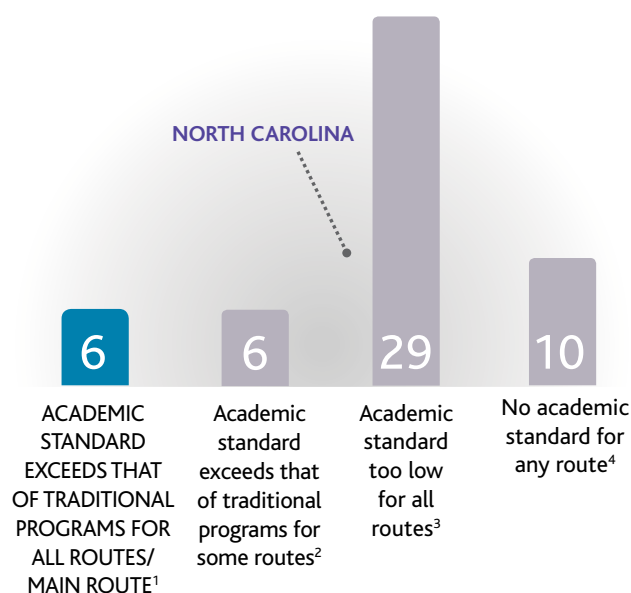 NORTH CAROLINA
6
6
29
10
ACADEMIC
STANDARD
EXCEEDS THAT
OF TRADITIONAL
PROGRAMS FOR
ALL ROUTES/
MAIN ROUTE¹
Academic
standard
exceeds that
of traditional
programs for
some routes²
Academic
standard
too low
for all
routes³
No academic
standard for
any route⁴